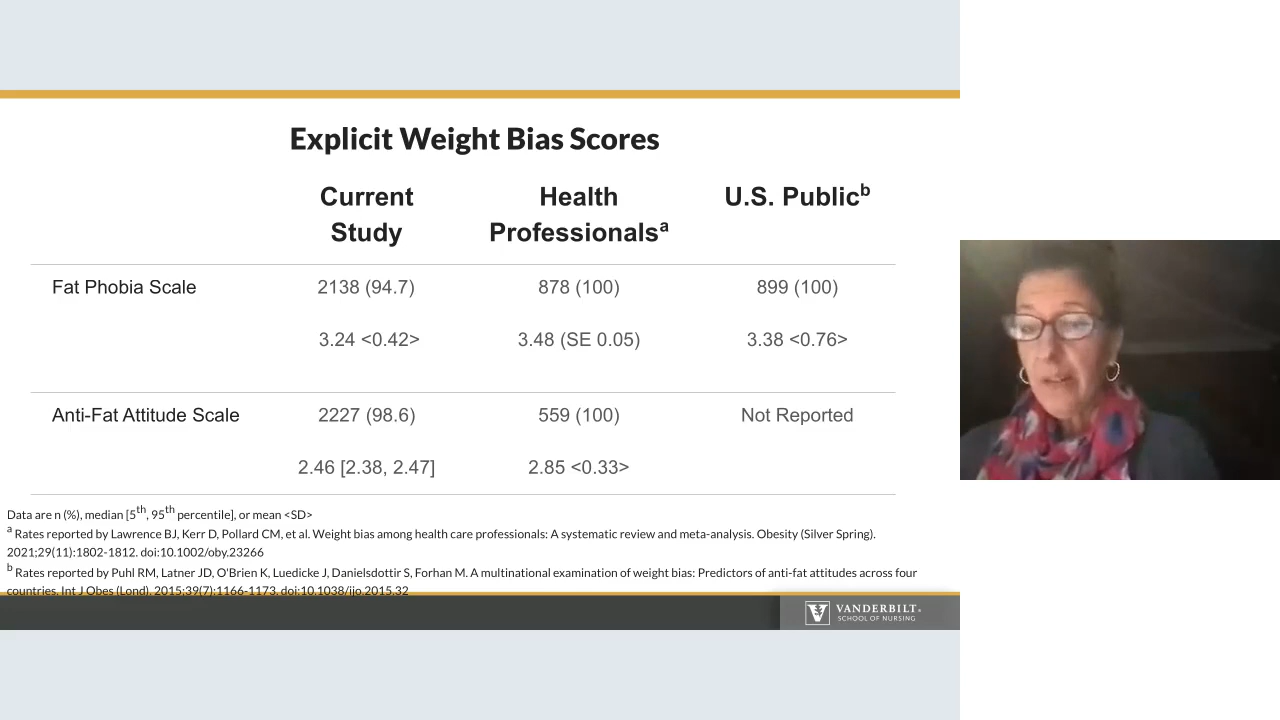 Explicit Weight Bias Scores
Current Study
Health Professionalsᵃ
U.S. Publicᵇ
Fat Phobia Scale
2138 (94.7)
878 (100)
899 (100)
3.24 <0.42>
3.48 (SE 0.05)
3.38 <0.76>
Anti-Fat Attitude Scale
2227 (98.6)
559 (100)
Not Reported
2.46 [2.38, 2.47]
2.85 <0.33>
Data are n (%), median [5th, 95th percentile], or mean <SD>
ᵃ Rates reported by Lawrence BJ, Kerr D, Pollard CM, et al. Weight bias among health care professionals: A systematic review and meta-analysis. Obesity (Silver Spring).
2021;29(11):1802-1812. doi:10.1002/oby.23266
ᵇ Rates reported by Puhl RM, Latner JD, O'Brien K, Luedicke J, Danielsdottir S, Forhan M. A multinational examination of weight bias: Predictors of anti-fat attitudes across four
countries. Int J Obes (Lond). 2015;39(7):1166-1173. doi:10.1038/ijo.2015.32
VANDERBILT
SCHOOL OF NURSING